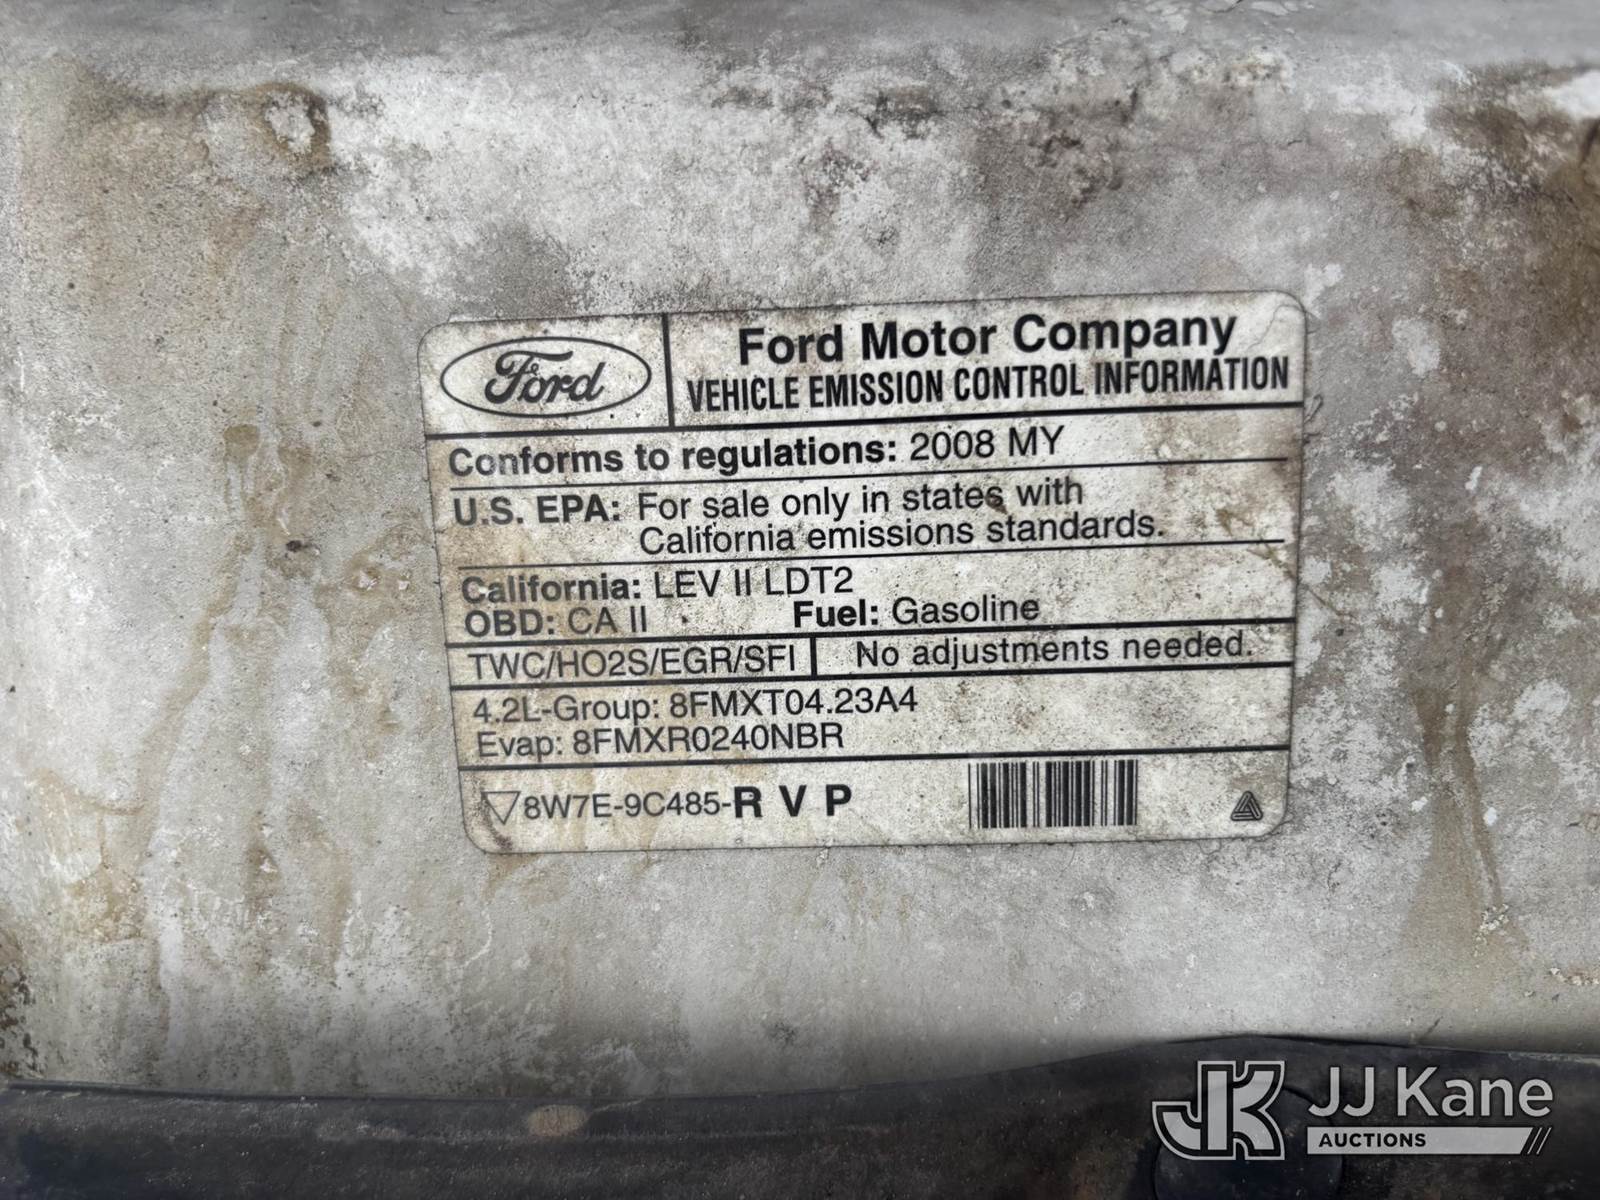 Ford
Ford Motor Company
VEHICLE EMISSION CONTROL INFORMATION
Conforms to regulations: 2008 MY
U.S. EPA: For sale only in states with
California emissions standards.
California: LEV II LDT2
OBD: CA II Fuel: Gasoline
TWC/HO2S/EGR/SFI No adjustments needed.
4.2L-Group: 8FMXT04.23A4
Evap: 8FMXR0240NBR
8W7E-9C485-R V P
JK JJ Kane
AUCTIONS